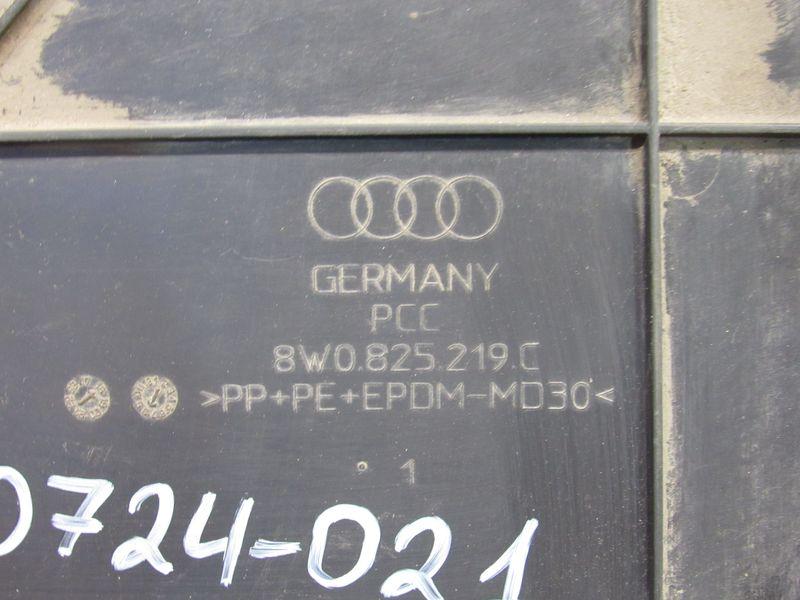 GERMANY
PCC
8W0.825.219.C
>PP+PE+EPDM-MD30<
1
0724-021